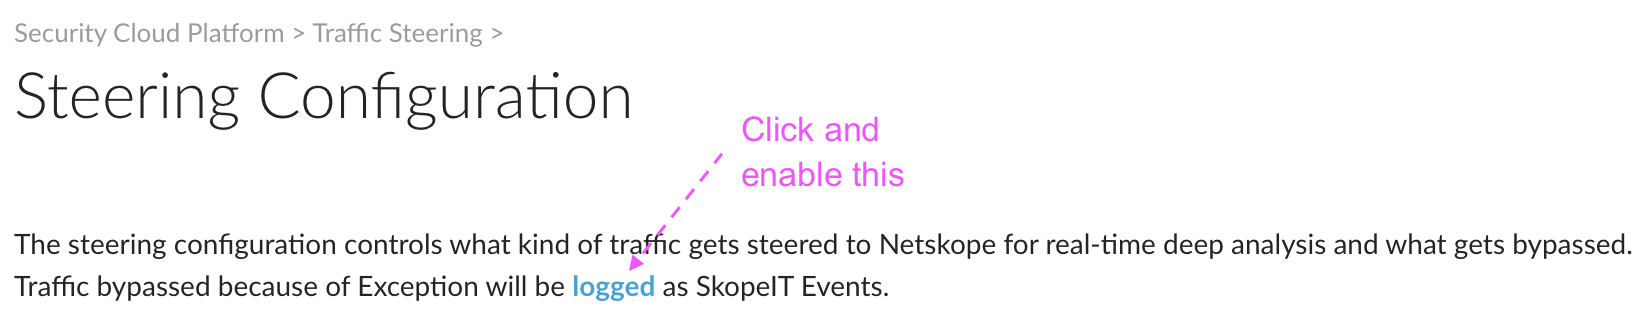 Security Cloud Platform > Traffic Steering >
Steering Configuration
Click and
enable this
The steering configuration controls what kind of traffic gets steered to Netskope for real-time deep analysis and what gets bypassed.
Traffic bypassed because of Exception will be logged as SkopeIT Events.